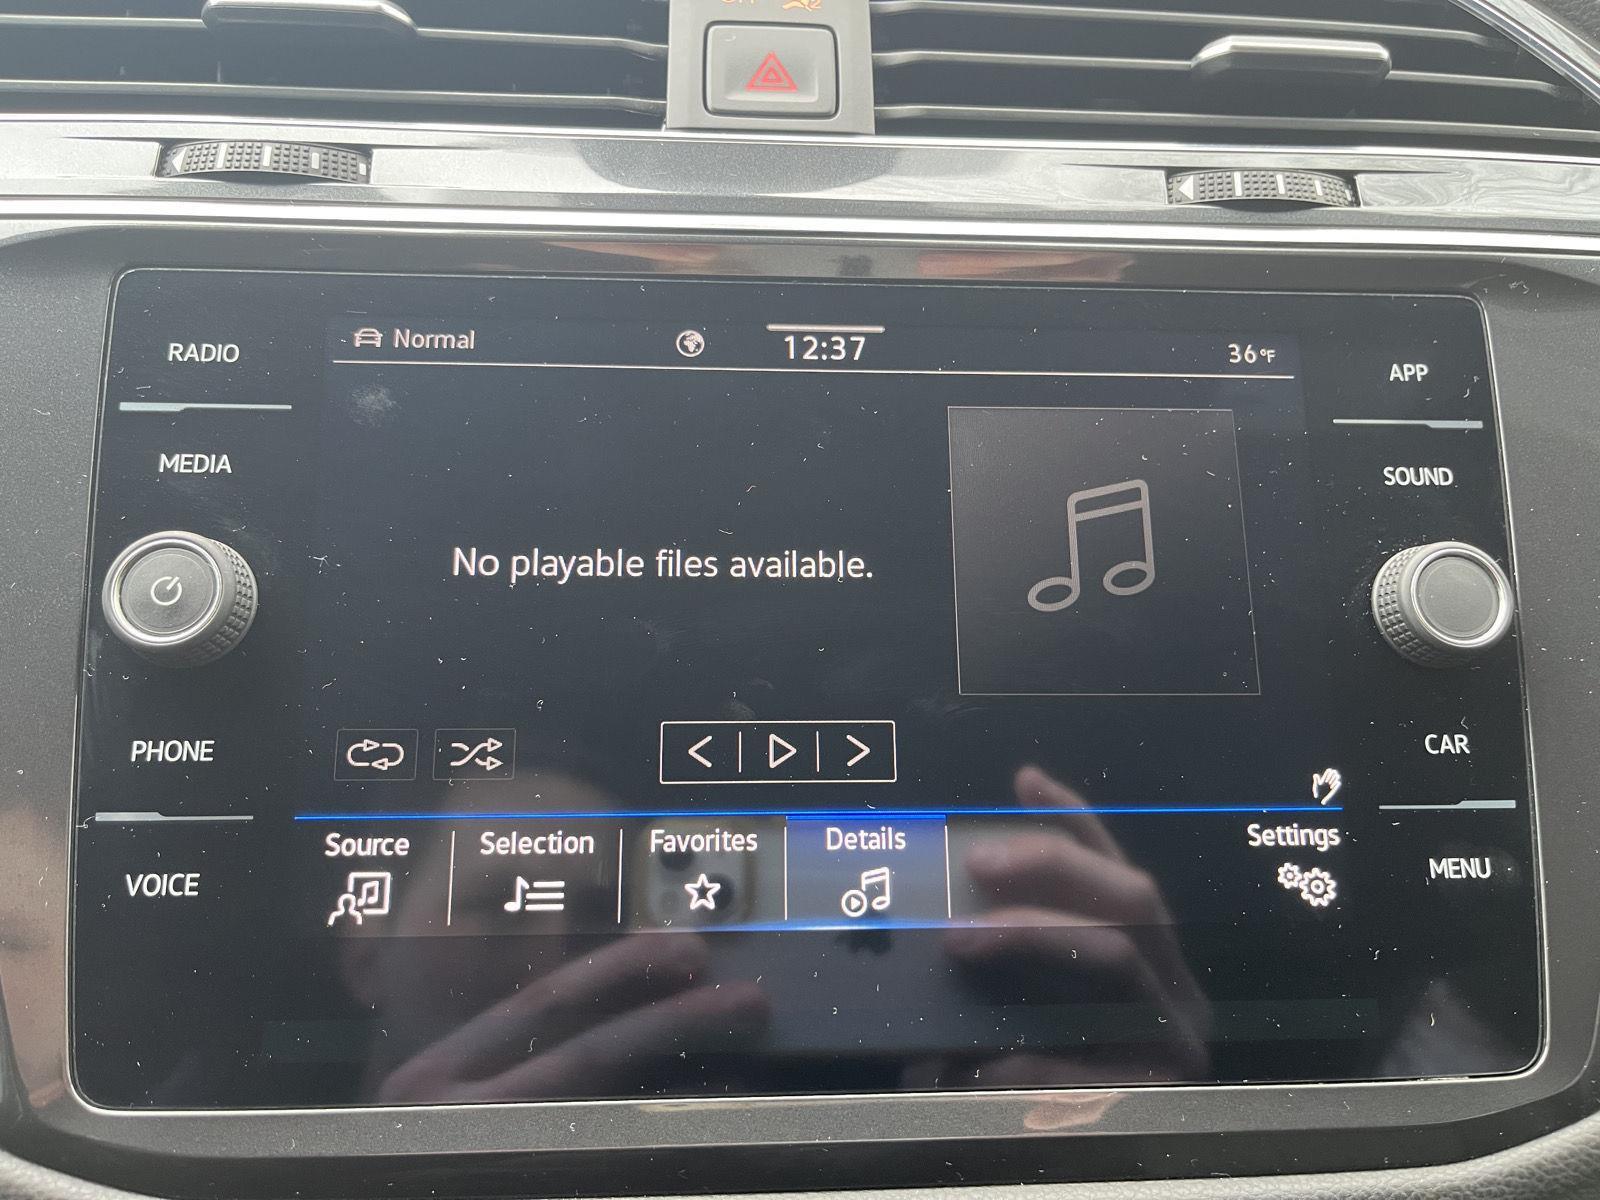 RADIO
MEDIA
PHONE
VOICE
Normal
12:37
36°F
No playable files available.
Source
Selection
Favorites
Details
Settings
APP
SOUND
CAR
MENU